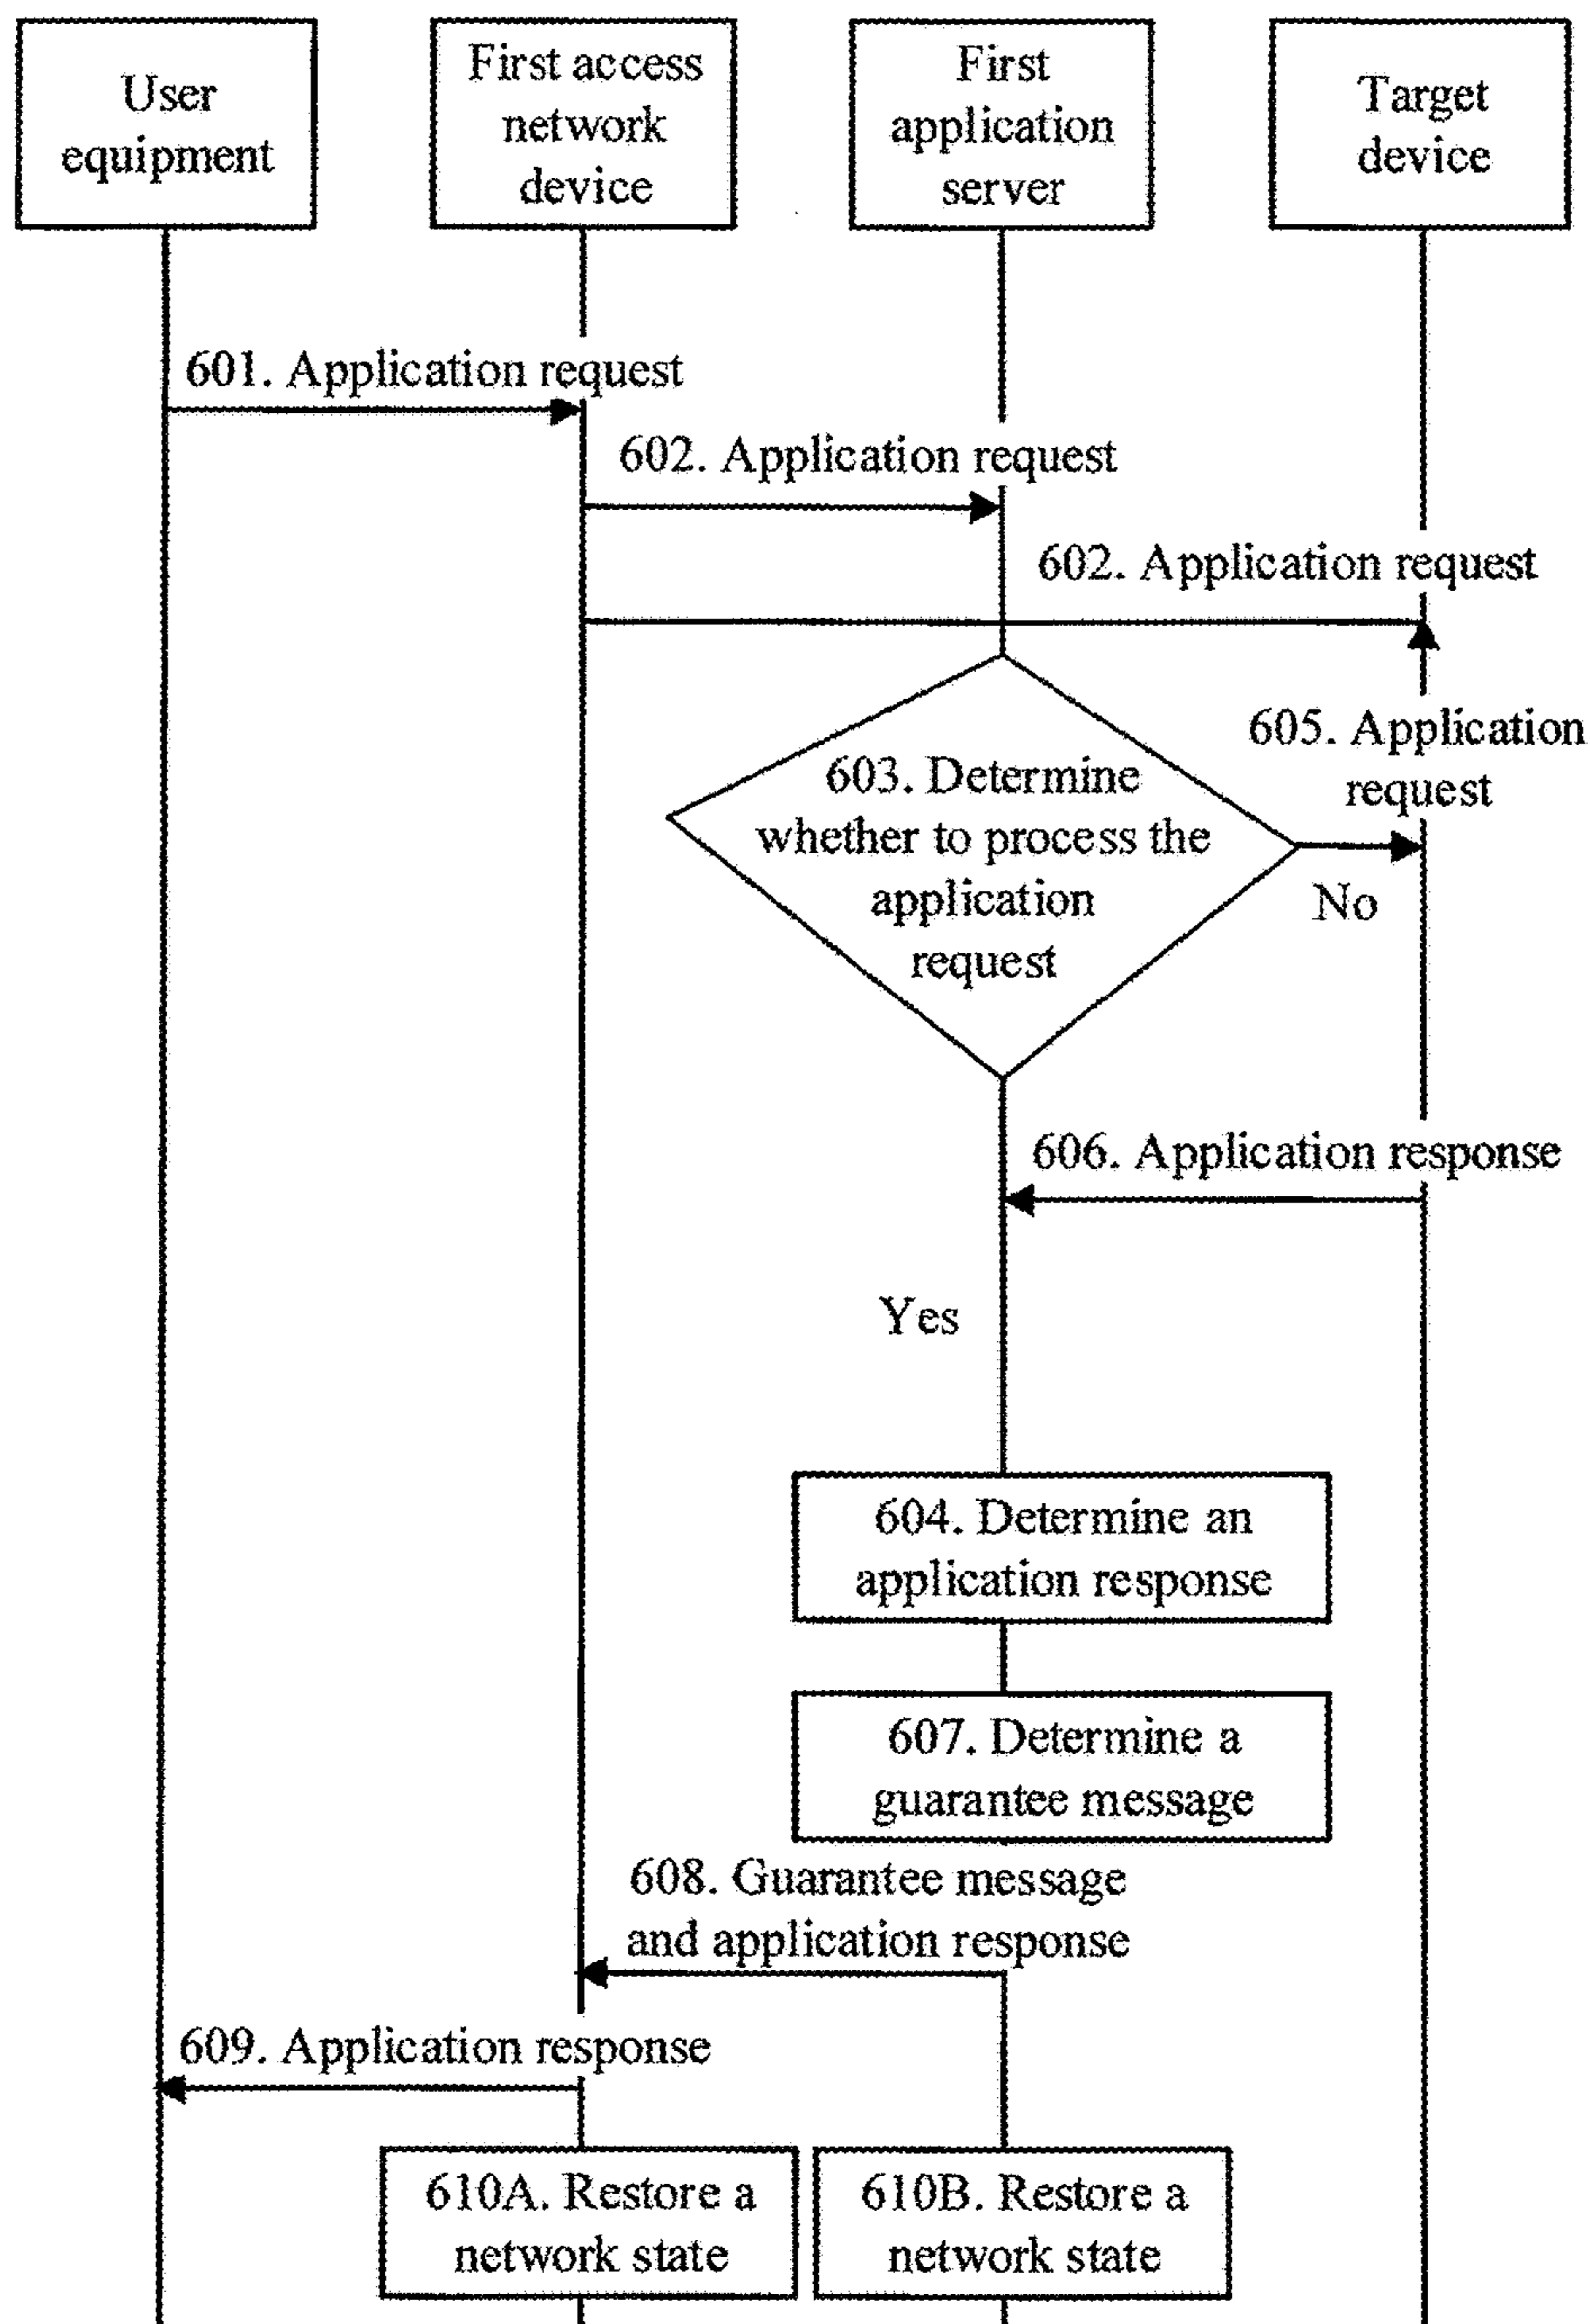 User
equipment
First access
network
device
First
application
server
Target
device
601. Application request
602. Application request
602. Application request
605. Application
request
603. Determine
whether to process the
application
request
No
606. Application response
Yes
604. Determine an
application response
607. Determine a
guarantee message
608. Guarantee message
and application response
609. Application response
610A. Restore a
network state
610B. Restore a
network state